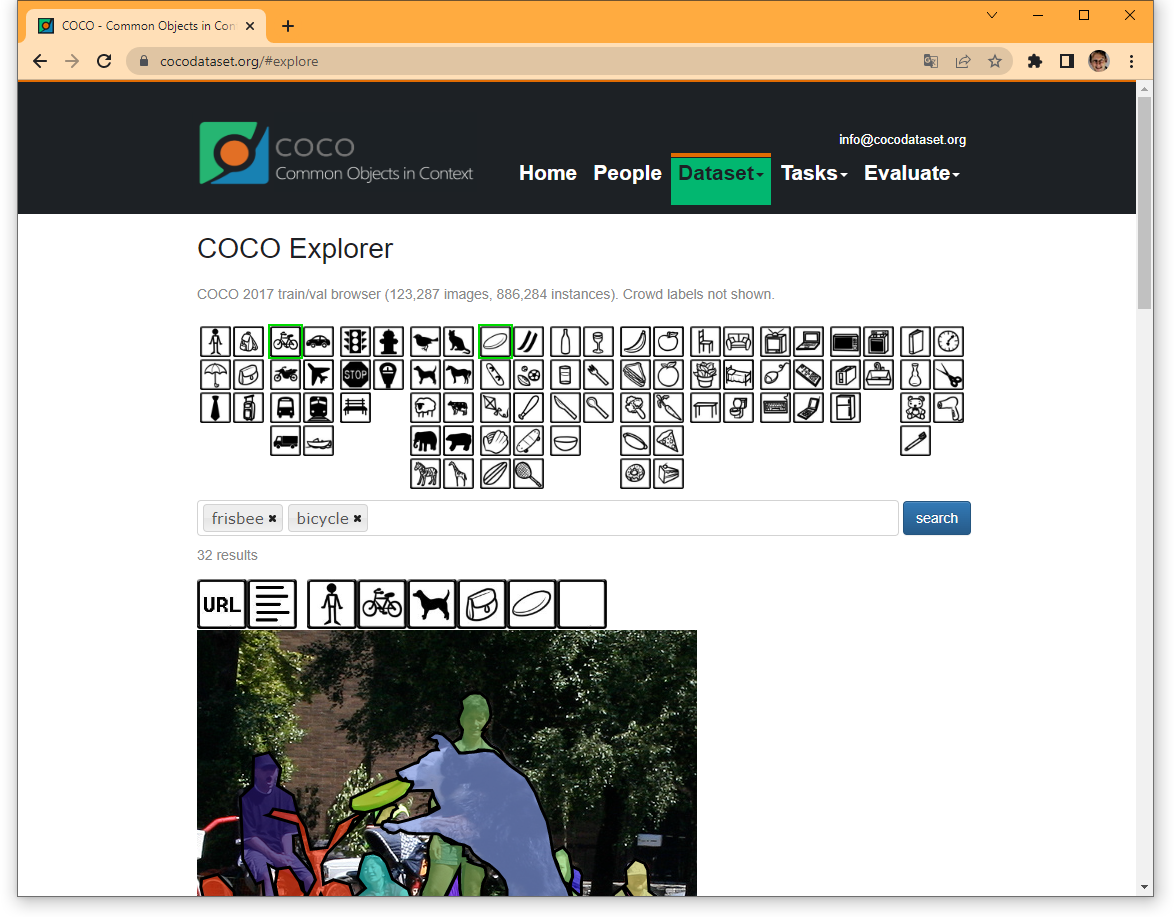 COCO - Common Objects in Con
cocodataset.org/#explore
info@cocodataset.org
COCO
Common Objects in Context
Home People Dataset Tasks Evaluate
COCO Explorer
COCO 2017 train/val browser (123,287 images, 886,284 instances). Crowd labels not shown.
STOP
frisbee bicycle search
32 results
URL